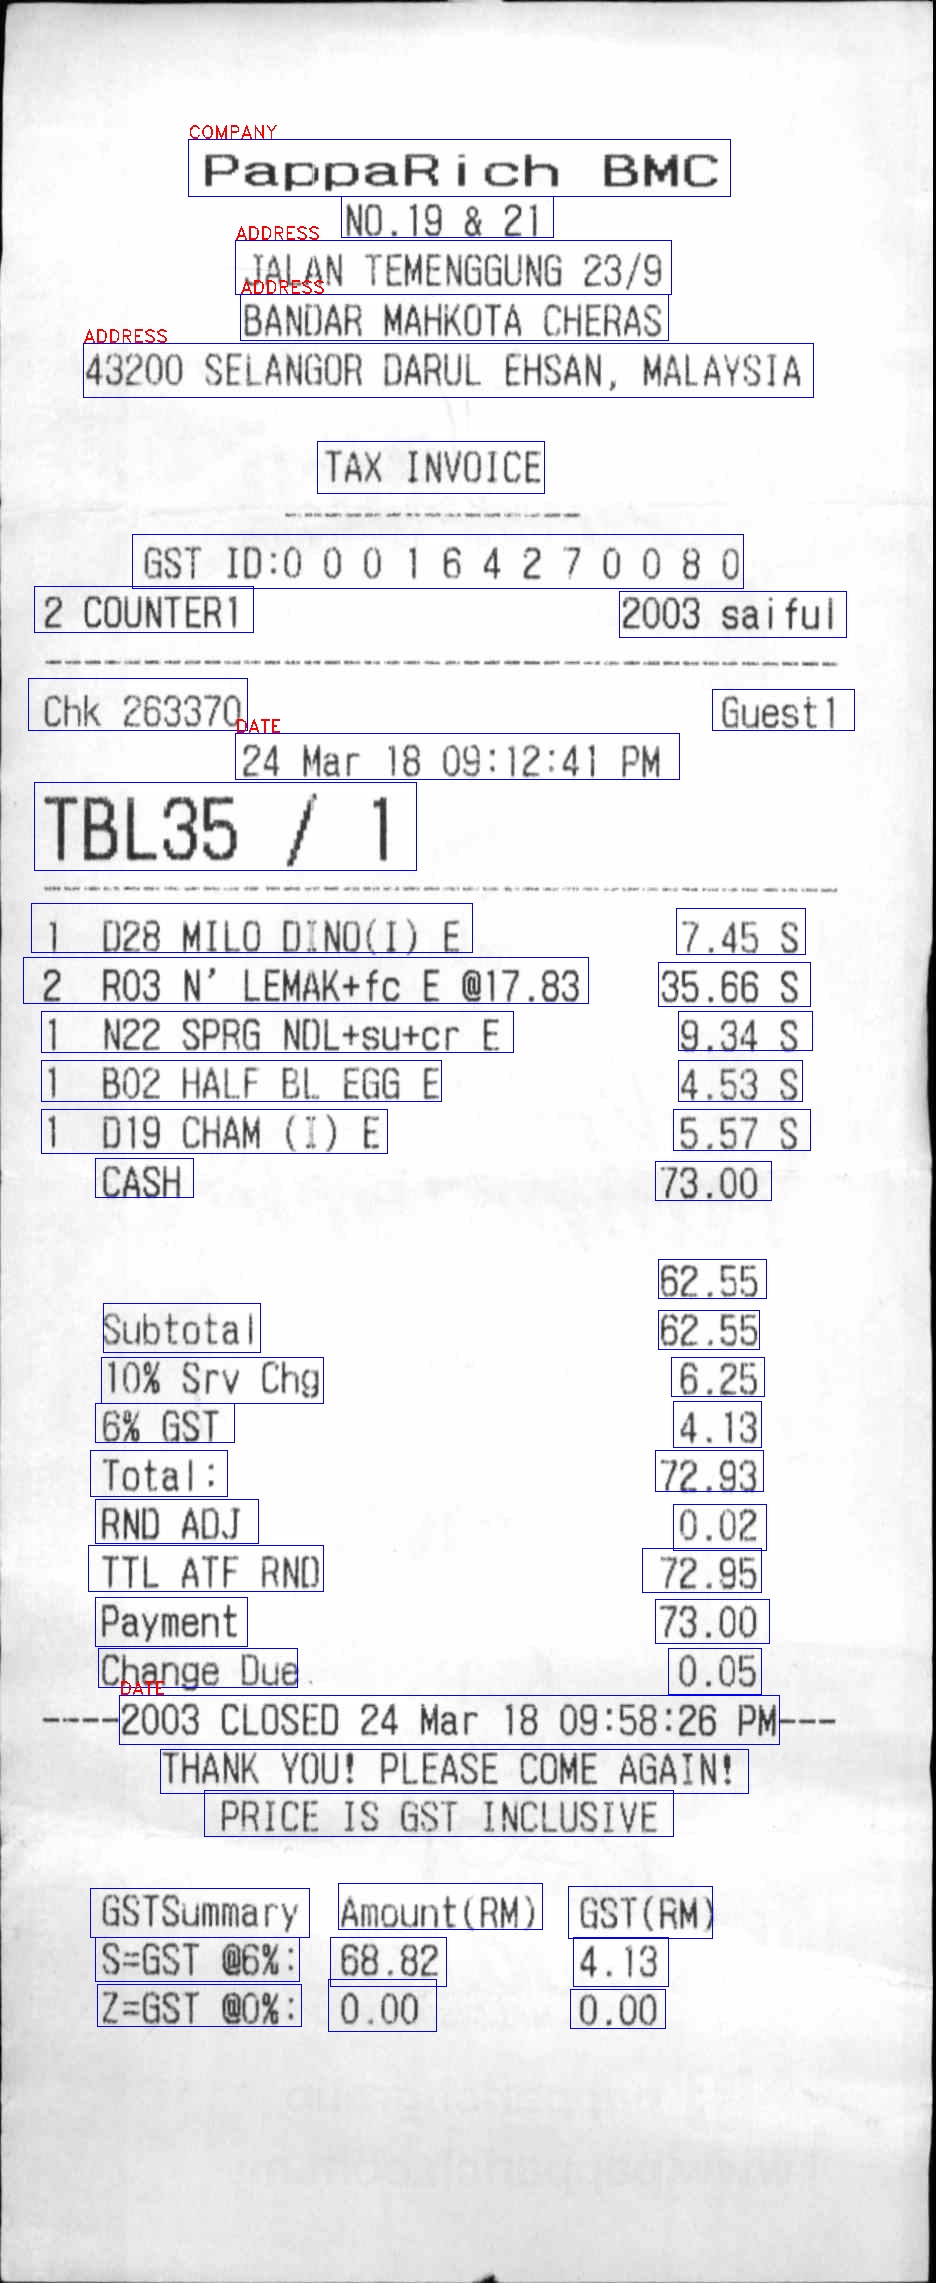 COMPANY
PappaRich BMC
NO.19 & 21
ADDRESS
JALAN TEMENGGUNG 23/9
ADDRESS
BANDAR MAHKOTA CHERAS
ADDRESS
43200 SELANGOR DARUL EHSAN, MALAYSIA
TAX INVOICE
GST ID:0 0 0 1 6 4 2 7 0 0 8 0
2 COUNTER1 2003 saiful
Chk 263370 Guest1
DATE
24 Mar 18 09:12:41 PM
TBL35 / 1
1 D28 MILO DINO(I) E 7.45 S
2 R03 N' LEMAK+fc E @17.83 35.66 S
1 N22 SPRG NDL+su+cr E 9.34 S
1 B02 HALF BL EGG E 4.53 S
1 D19 CHAM (I) E 5.57 S
CASH 73.00
62.55
Subtotal 62.55
10% Srv Chg 6.25
6% GST 4.13
Total: 72.93
RND ADJ 0.02
TTL ATF RND 72.95
Payment 73.00
Change Due 0.05
DATE
----2003 CLOSED 24 Mar 18 09:58:26 PM---
THANK YOU! PLEASE COME AGAIN!
PRICE IS GST INCLUSIVE
GSTSummary Amount(RM) GST(RM)
S=GST @6%: 68.82 4.13
Z=GST @0%: 0.00 0.00